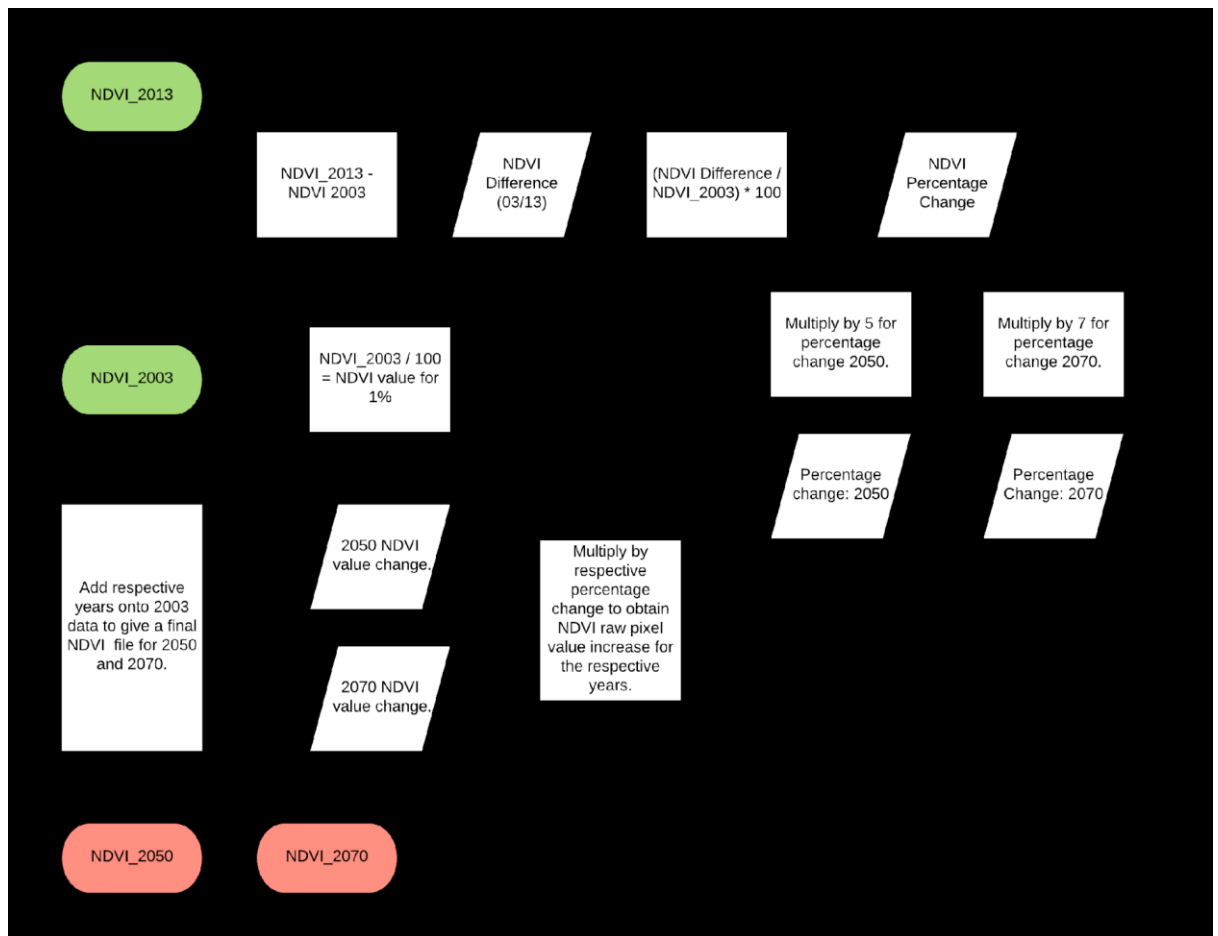 NDVI_2013
NDVI_2013 -
NDVI 2003
NDVI
Difference
(03/13)
(NDVI Difference /
NDVI_2003) * 100
NDVI
Percentage
Change
NDVI_2003
NDVI_2003 / 100
= NDVI value for
1%
Multiply by 5 for
percentage
change 2050.
Multiply by 7 for
percentage
change 2070.
Percentage
change: 2050
Percentage
Change: 2070
Add respective
years onto 2003
data to give a final
NDVI file for 2050
and 2070.
2050 NDVI
value change.
2070 NDVI
value change.
Multiply by
respective
percentage
change to obtain
NDVI raw pixel
value increase for
the respective
years.
NDVI_2050
NDVI_2070